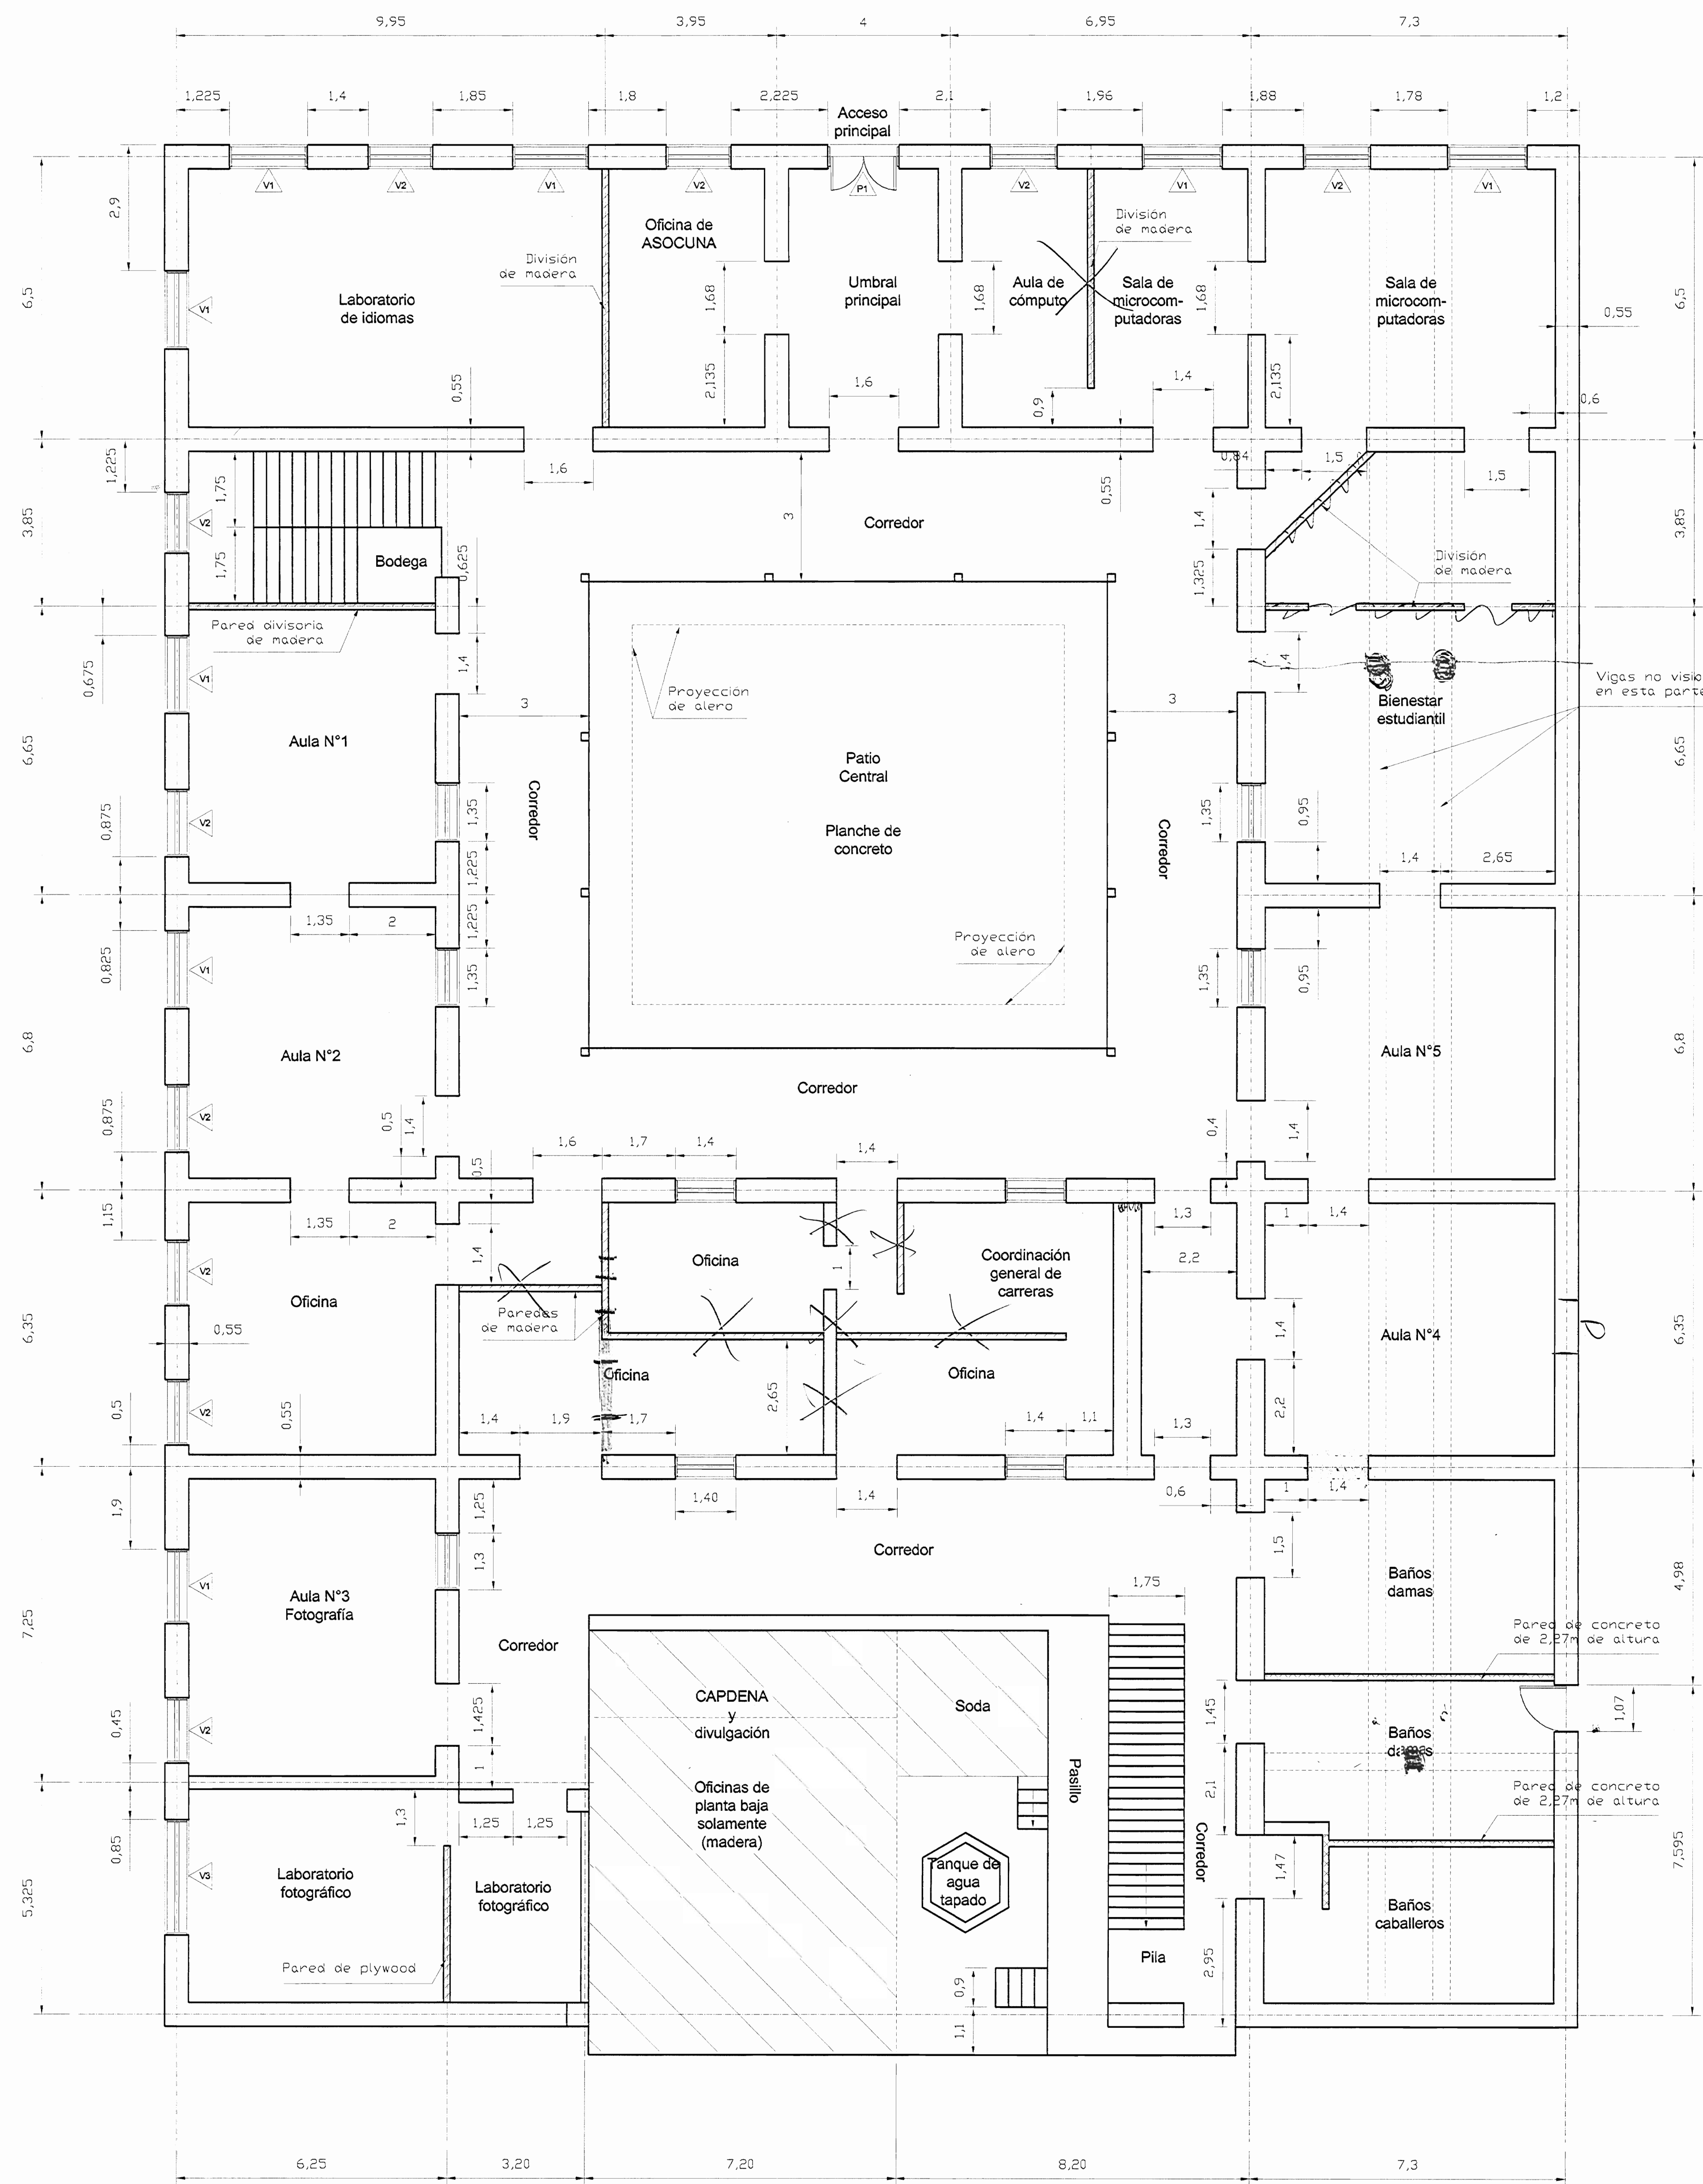 9,95
3,95
4
6,95
7,3
1,225
1,4
1,85
1,8
2,225
2,1
1,96
1,88
1,78
1,2
Acceso
principal
V1
V2
V1
V2
P1
V2
V1
V2
V1
2,9
6,5
V1
Laboratorio
de idiomas
División
de madera
Oficina de
ASOCUNA
1,68
2,135
Umbral
principal
1,68
Aula de
cómputo
División
de madera
Sala de
microcom-
putadoras
1,68
2,135
Sala de
microcom-
putadoras
0,55
6,5
0,55
1,6
0,9
1,4
0,6
1,225
3,85
V2
1,75
1,75
Bodega
0,625
1,6
3
Corredor
0,55
0,84
1,5
1,5
1,4
1,325
División
de madera
3,85
Pared divisoria
de madera
0,675
V1
1,4
3
Proyección
de alero
3
1,4
Bienestar
estudiantil
Vigas no visib
en esta parte
6,65
Aula N°1
Corredor
Patio
Central
Planche de
concreto
Corredor
6,65
0,875
V2
1,35
1,225
1,35
0,95
1,4
2,65
1,35
2
1,225
0,825
V1
1,35
Proyección
de alero
1,35
0,95
6,8
Aula N°2
Corredor
Aula N°5
6,8
0,875
V2
0,5
1,4
0,4
1,4
1,6
1,7
1,4
1,4
0,5
1,15
1,35
2
1,4
V2
Oficina
Oficina
1
Coordinación
general de
carreras
1,3
2,2
1
1,4
6,35
0,55
Paredes
de madera
1,4
Aula N°4
6,35
Oficina
2,65
Oficina
2,2
0,5
V2
0,55
1,4
1,9
1,7
1,4
1,1
1,3
1,9
1,25
1,40
1,4
0,6
1
1,4
V1
1,3
Corredor
1,5
Aula N°3
Fotografía
1,75
Baños
damas
4,98
7,25
Corredor
Pared de concreto
de 2,27m de altura
CAPDENA
y
divulgación
Soda
Pasillo
1,45
1,07
0,45
V2
1,425
1
Baños
damas
Oficinas de
planta baja
solamente
(madera)
2,1
Pared de concreto
de 2,27m de altura
0,85
1,3
1,25
1,25
Corredor
1,47
7,595
V3
Laboratorio
fotográfico
Laboratorio
fotográfico
Tanque de
agua
tapado
Baños
caballeros
5,325
Pared de plywood
Pila
2,95
0,9
1,1
6,25
3,20
7,20
8,20
7,3